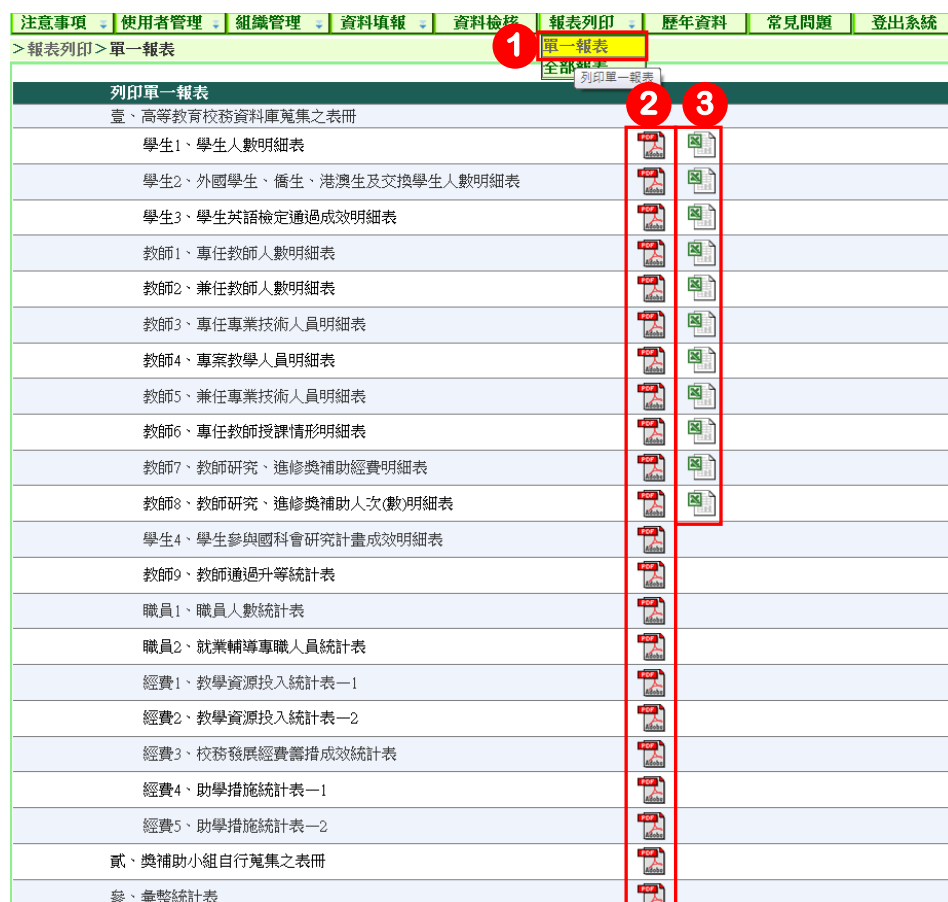 注意事項 使用者管理 組織管理 資料填報 資料檢核 報表列印 歷年資料 常見問題 登出系統
>報表列印>單一報表
1
單一報表
全部報表
列印單一報表
列印單一報表
2 3
壹、高等教育校務資料庫蒐集之表冊
學生1、學生人數明細表
學生2、外國學生、僑生、港澳生及交換學生人數明細表
學生3、學生英語檢定通過成效明細表
教師1、專任教師人數明細表
教師2、兼任教師人數明細表
教師3、專任專業技術人員明細表
教師4、專案教學人員明細表
教師5、兼任專業技術人員明細表
教師6、專任教師授課情形明細表
教師7、教師研究、進修獎補助經費明細表
教師8、教師研究、進修獎補助人次(數)明細表
學生4、學生參與國科會研究計畫成效明細表
教師9、教師通過升等統計表
職員1、職員人數統計表
職員2、就業輔導專職人員統計表
經費1、教學資源投入統計表—1
經費2、教學資源投入統計表—2
經費3、校務發展經費籌措成效統計表
經費4、助學措施統計表—1
經費5、助學措施統計表—2
貳、獎補助小組自行蒐集之表冊
參、彙整統計表